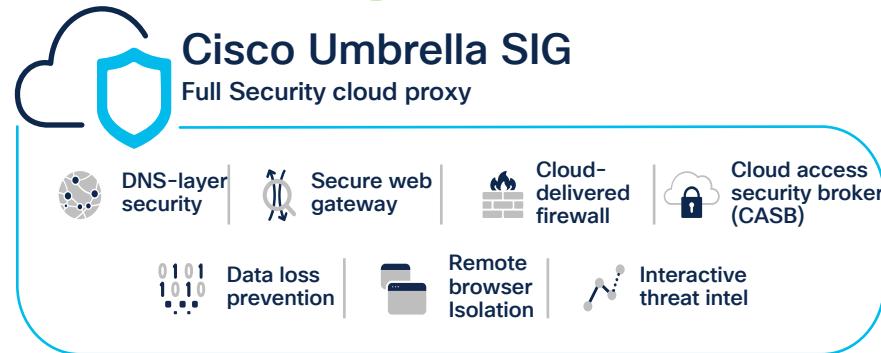 Cisco Umbrella SIG
Full Security cloud proxy
DNS-layer
security
Secure web
gateway
Cloud-
delivered
firewall
Cloud access
security broker
(CASB)
0101
1010
Data loss
prevention
Remote
browser
Isolation
Interactive
threat intel